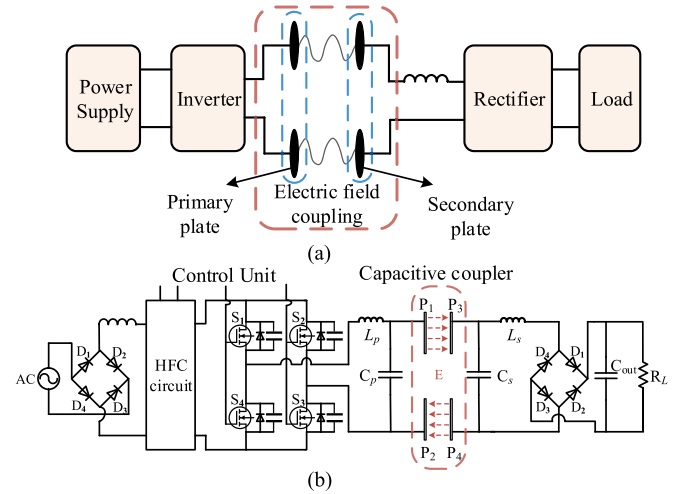 Power
Supply
Inverter
Rectifier
Load
Primary
plate
Electric field
coupling
Secondary
plate
(a)
Control Unit
Capacitive coupler
AC
D1
D2
D4
D3
HFC
circuit
S1
S2
S4
S3
Lp
Cp
P1
P3
E
P2
P4
Ls
Cs
D4
D1
D3
D2
Cout
RL
(b)